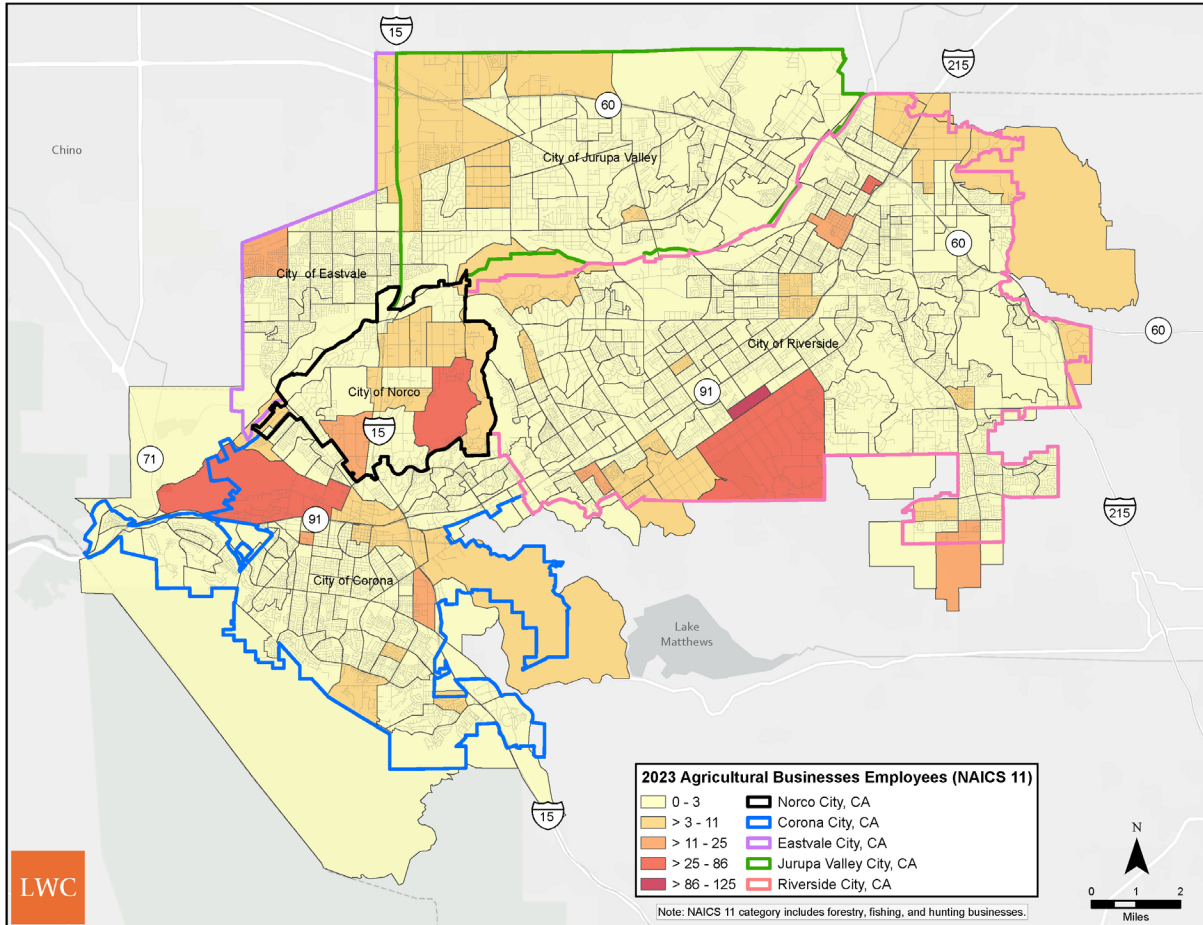 15
215
60
Chino
City of Jurupa Valley
60
City of Eastvale
60
City of Riverside
91
City of Norco
15
71
91
215
City of Corona
Lake
Matthews
15
2023 Agricultural Businesses Employees (NAICS 11)
0 - 3
Norco City, CA
> 3 - 11
Corona City, CA
> 11 - 25
Eastvale City, CA
> 25 - 86
Jurupa Valley City, CA
> 86 - 125
Riverside City, CA
Note: NAICS 11 category includes forestry, fishing, and hunting businesses.
N
0 1 2
Miles
LWC